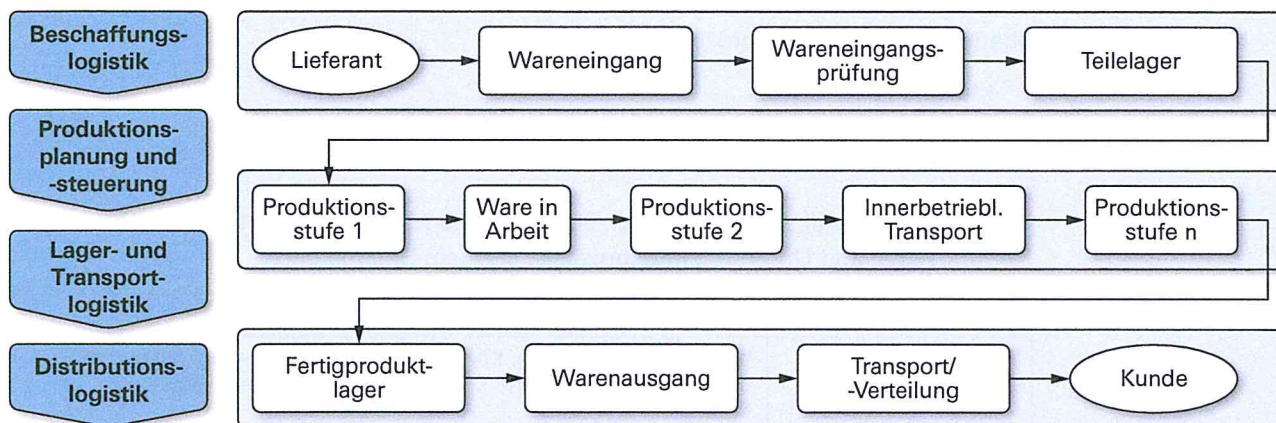 Beschaffungs-
logistik
Lieferant
Wareneingang
Wareneingangs-
prüfung
Teilelager
Produktions-
planung und
-steuerung
Produktions-
stufe 1
Ware in
Arbeit
Produktions-
stufe 2
Innerbetriebl.
Transport
Produktions-
stufe n
Lager- und
Transport-
logistik
Distributions-
logistik
Fertigprodukt-
lager
Warenausgang
Transport/
-Verteilung
Kunde